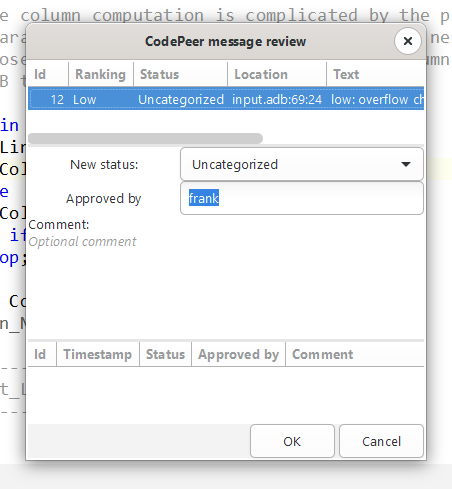 e column computation is complicated by the p
CodePeer message review
ara
ne
ose
umn
B t
Id Ranking Status Location Text
12 Low Uncategorized input.adb:69:24 low: overflow ch
in
Lin
Col
e
Col
if
op;
Co
n_N
t_L
New status: Uncategorized
Approved by frank
Comment:
Optional comment
Id Timestamp Status Approved by Comment
OK Cancel